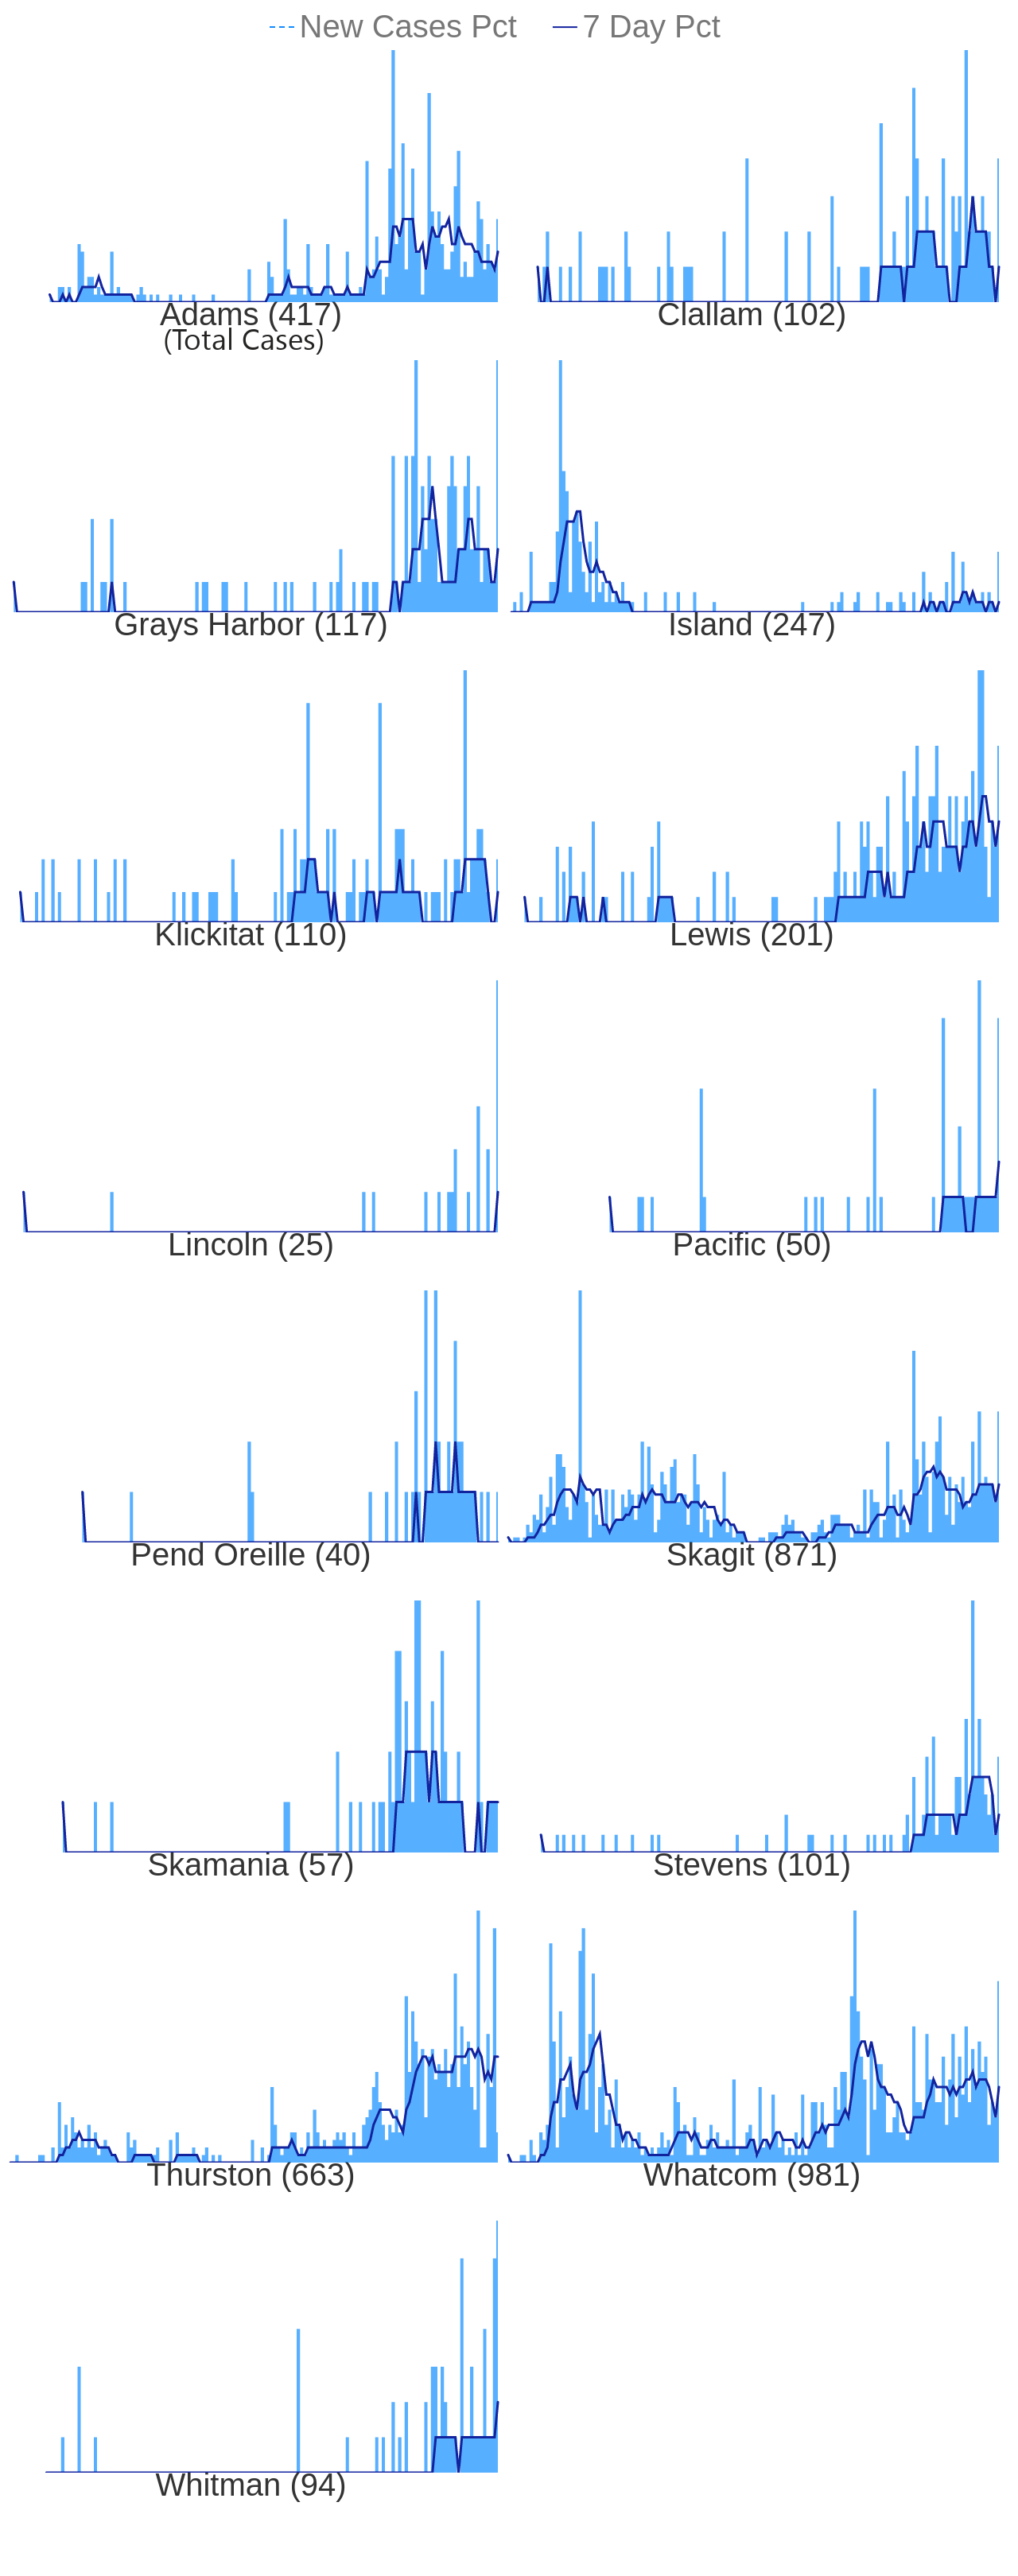 New Cases Pct 7 Day Pct
Adams (417) Clallam (102)
(Total Cases)
Grays Harbor (117) Island (247)
Klickitat (110) Lewis (201)
Lincoln (25) Pacific (50)
Pend Oreille (40) Skagit (871)
Skamania (57) Stevens (101)
Thurston (663) Whatcom (981)
Whitman (94)